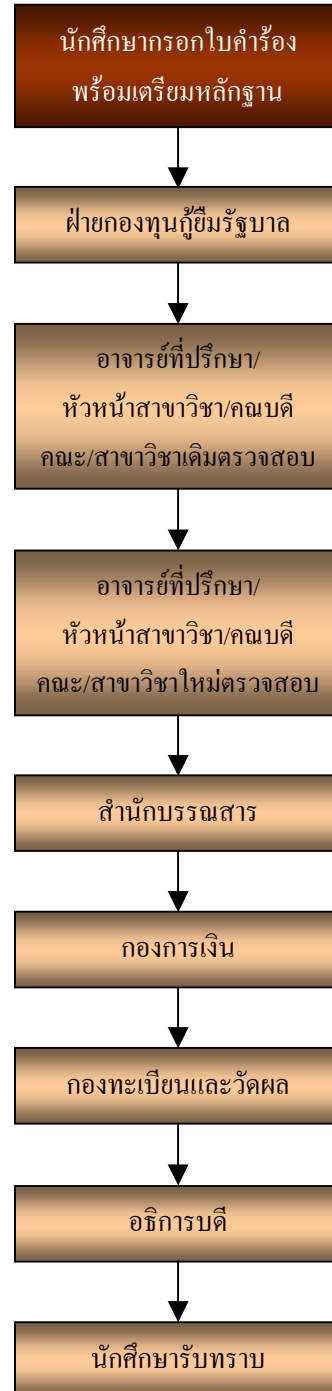 นักศึกษากรอกใบคำร้อง
พร้อมเตรียมหลักฐาน
ฝ่ายกองทุนกู้ยืมรัฐบาล
อาจารย์ที่ปรึกษา/
หัวหน้าสาขาวิชา/คณบดี
คณะ/สาขาวิชาเดิมตรวจสอบ
อาจารย์ที่ปรึกษา/
หัวหน้าสาขาวิชา/คณบดี
คณะ/สาขาวิชาใหม่ตรวจสอบ
สำนักบรรณสาร
กองการเงิน
กองทะเบียนและวัดผล
อธิการบดี
นักศึกษารับทราบ